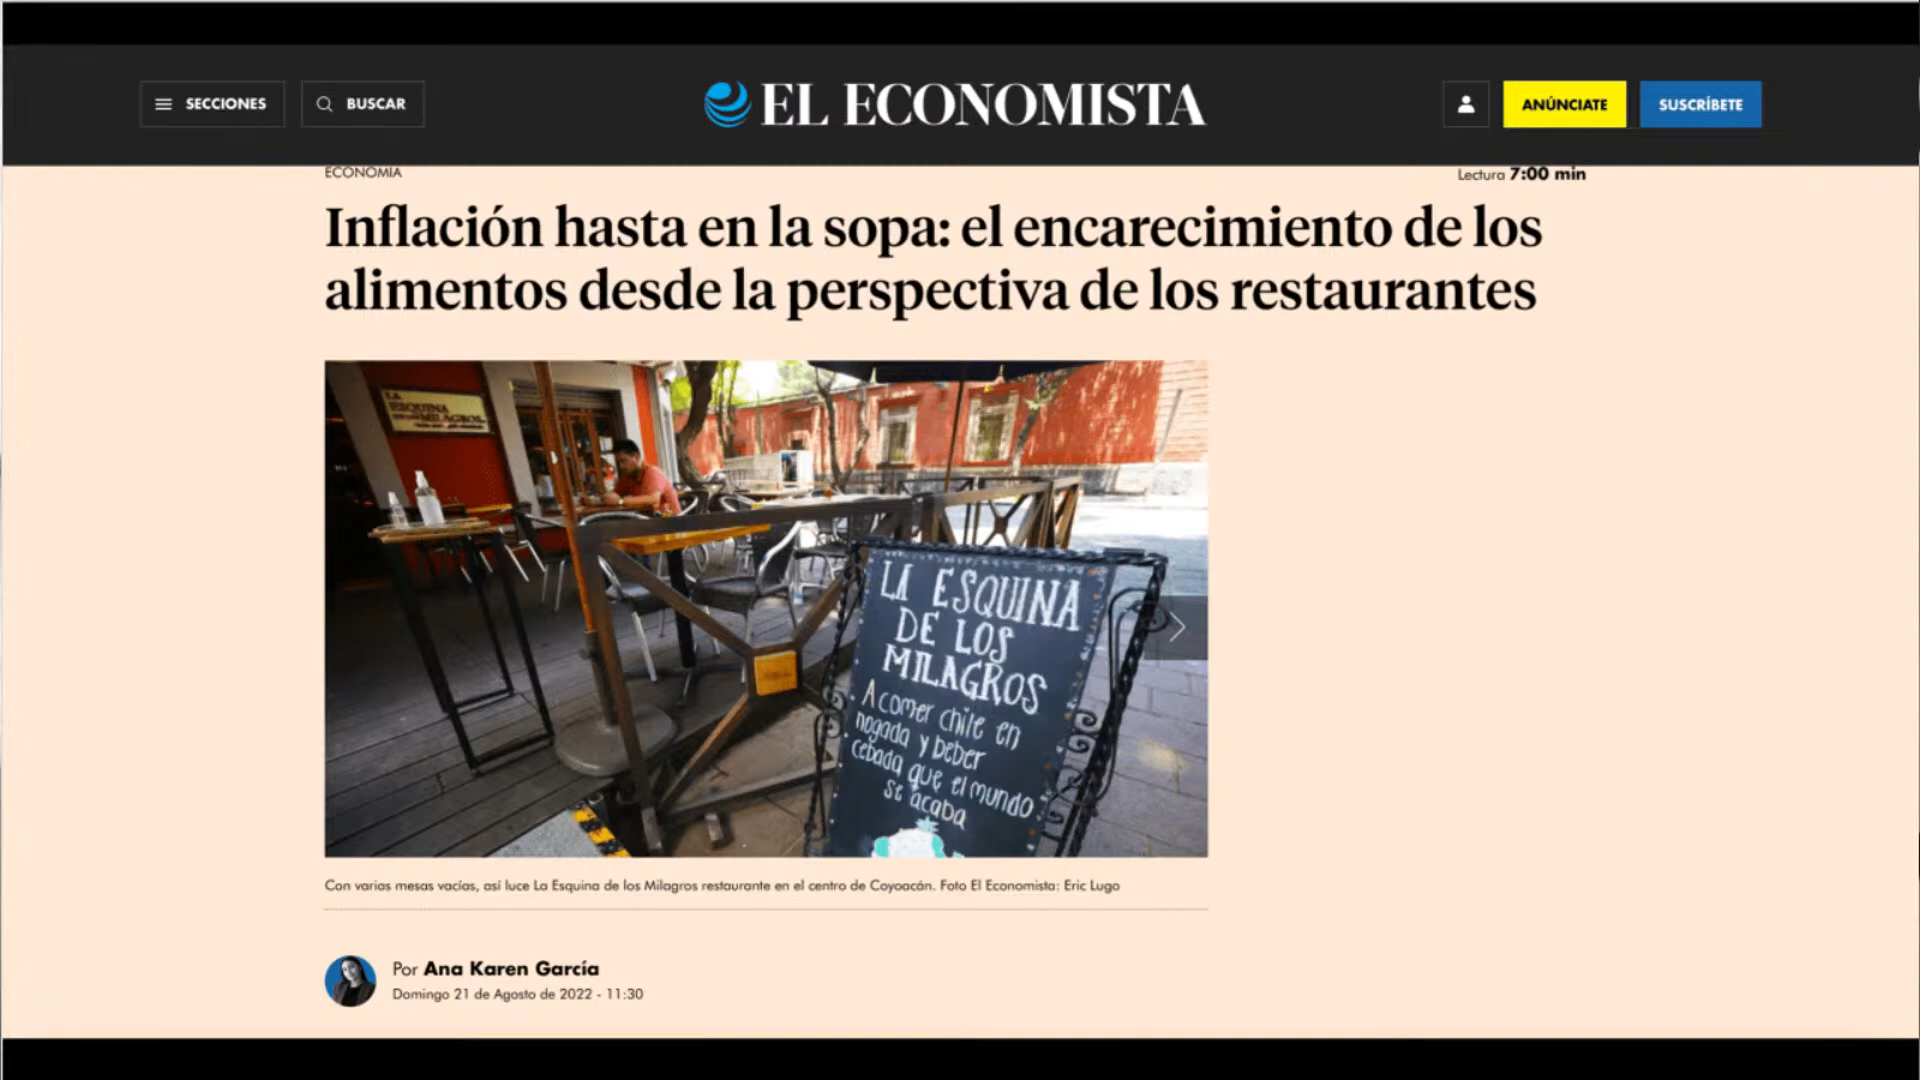 SECCIONES
BUSCAR
EL ECONOMISTA
ANÚNCIATE
SUSCRÍBETE
ECONOMÍA
Lectura 7:00 min
Inflación hasta en la sopa: el encarecimiento de los
alimentos desde la perspectiva de los restaurantes
LA
ESQUINA
MILAGROS
LA ESQUINA
DE LOS
MILAGROS
A comer chile en
nogada y beber
cebada que el mundo
se acaba
Con varias mesas vacías, así luce La Esquina de los Milagros restaurante en el centro de Coyoacán. Foto El Economista: Eric Lugo
Por Ana Karen García
Domingo 21 de Agosto de 2022 - 11:30